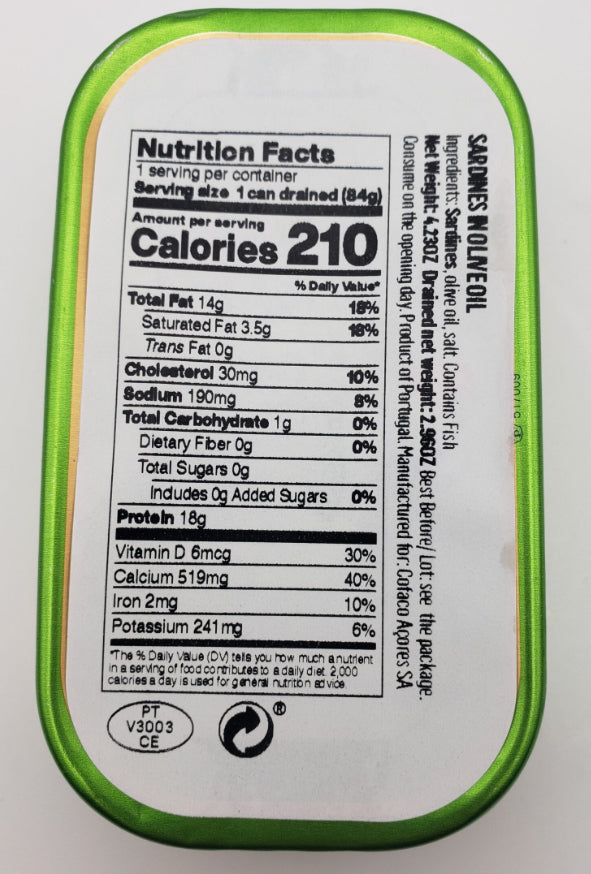 Nutrition Facts
1 serving per container
Serving size 1 can drained (84g)
Amount per serving
Calories 210
% Daily Value*
Total Fat 14g 18%
Saturated Fat 3.5g 18%
Trans Fat 0g
Cholesterol 30mg 10%
Sodium 190mg 8%
Total Carbohydrate 1g 0%
Dietary Fiber 0g 0%
Total Sugars 0g
Includes 0g Added Sugars 0%
Protein 18g
Vitamin D 6mcg 30%
Calcium 519mg 40%
Iron 2mg 10%
Potassium 241mg 6%
*The % Daily Value (DV) tells you how much a nutrient
in a serving of food contributes to a daily diet. 2,000
calories a day is used for general nutrition advice.
SARDINES IN OLIVE OIL
Ingredients: Sardines, olive oil, salt. Contains Fish
Net Weight: 4.23OZ Drained net weight: 2.96OZ Best Before/ Lot: see the package.
Consume on the opening day. Product of Portugal. Manufactured for: Cofaco Açores SA
PT
V3003
CE
®